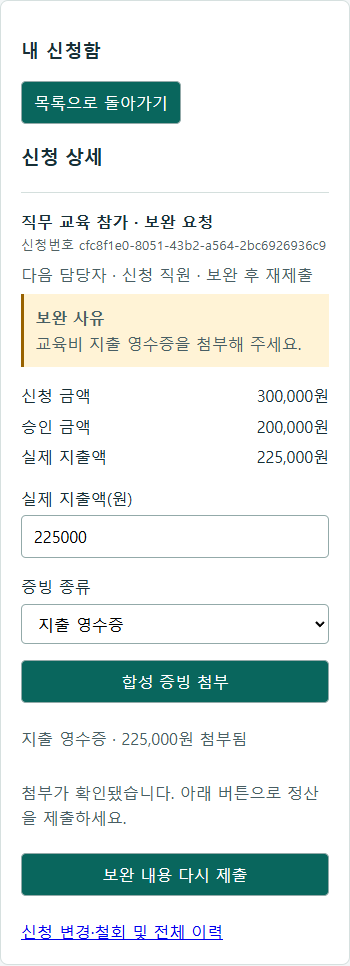 내 신청함
목록으로 돌아가기
신청 상세
직무 교육 참가 · 보완 요청
신청번호 cfc8f1e0-8051-43b2-a564-2bc6926936c9
다음 담당자 · 신청 직원 · 보완 후 재제출
보완 사유
교육비 지출 영수증을 첨부해 주세요.
신청 금액 300,000원
승인 금액 200,000원
실제 지출액 225,000원
실제 지출액(원)
225000
증빙 종류
지출 영수증
합성 증빙 첨부
지출 영수증 · 225,000원 첨부됨
첨부가 확인됐습니다. 아래 버튼으로 정산
을 제출하세요.
보완 내용 다시 제출
신청 변경·철회 및 전체 이력